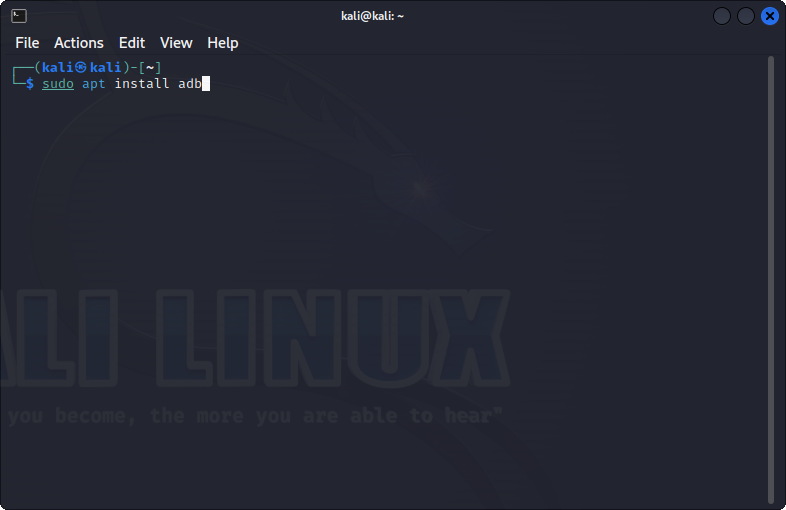 kali@kali: ~
File Actions Edit View Help
┌──(kali㉿kali)-[~]
└─$ sudo apt install adb
ALI LINUX
you become, the more you are able to hear"